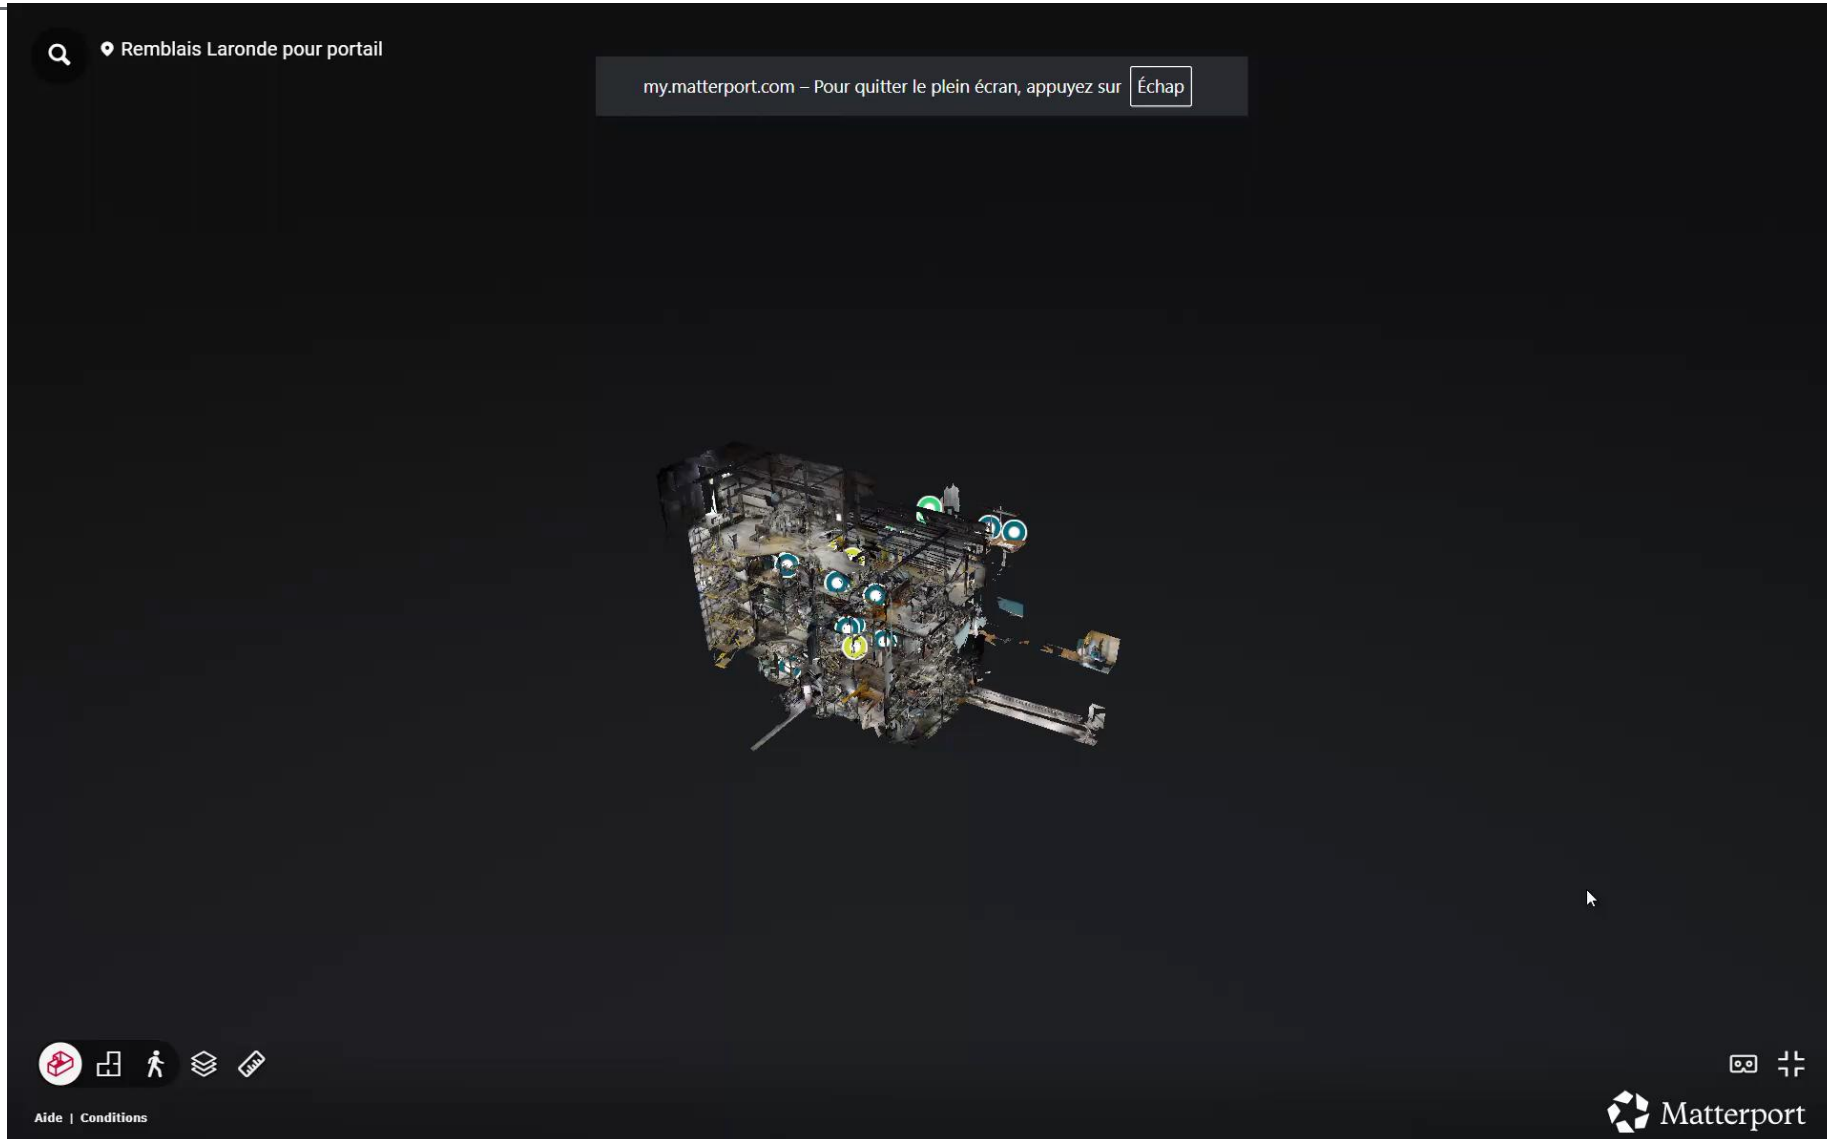 Remblais Laronde pour portail
my.matterport.com – Pour quitter le plein écran, appuyez sur Échap
Aide | Conditions
Matterport